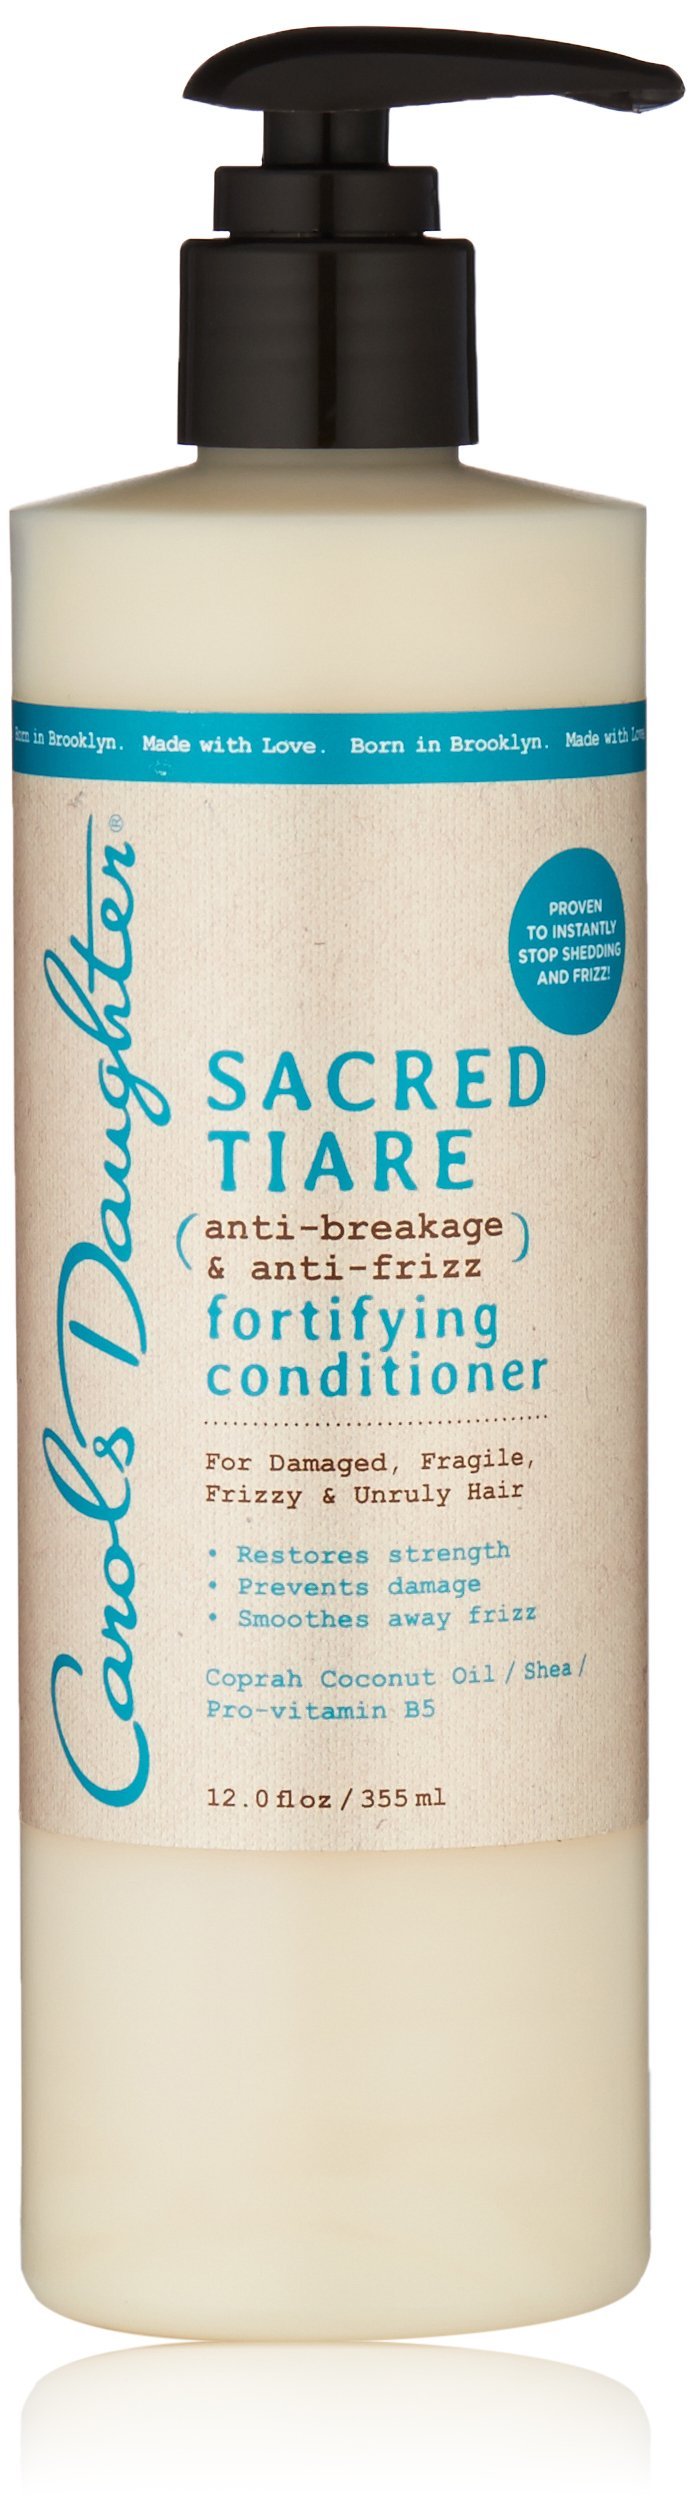 Born in Brooklyn. Made with Love. Born in Brooklyn. Made with Love
Carol's Daughter®
PROVEN
TO INSTANTLY
STOP SHEDDING
AND FRIZZ!
SACRED
TIARE
(anti-breakage
& anti-frizz)
fortifying
conditioner
For Damaged, Fragile,
Frizzy & Unruly Hair
• Restores strength
• Prevents damage
• Smoothes away frizz
Coprah Coconut Oil / Shea /
Pro-vitamin B5
12.0 fl oz / 355 ml